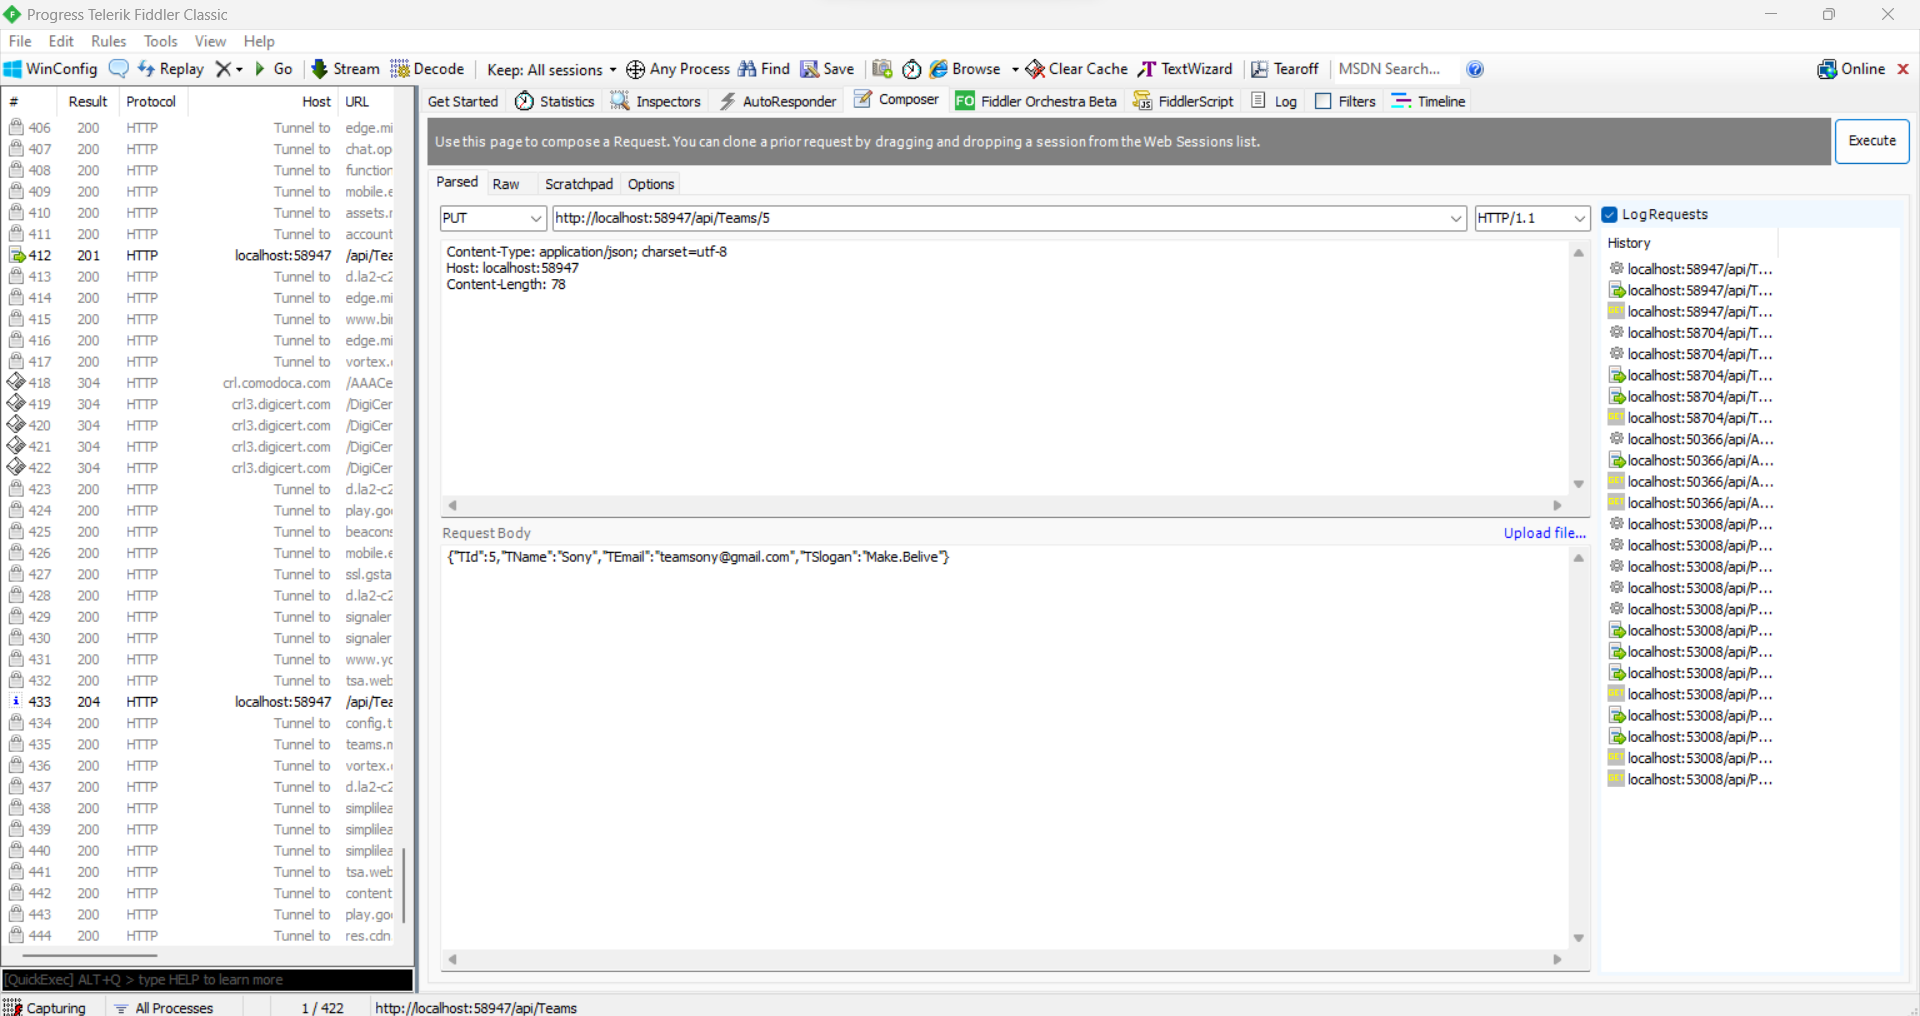 Progress Telerik Fiddler Classic
File Edit Rules Tools View Help
WinConfig Replay Go Stream Decode Keep: All sessions Any Process Find Save Browse Clear Cache TextWizard Tearoff MSDN Search... Online
# Result Protocol Host URL
406 200 HTTP Tunnel to edge.mi
407 200 HTTP Tunnel to chat.op
408 200 HTTP Tunnel to function
409 200 HTTP Tunnel to mobile.e
410 200 HTTP Tunnel to assets.r
411 200 HTTP Tunnel to account
412 201 HTTP localhost:58947 /api/Tea
413 200 HTTP Tunnel to d.la2-c2
414 200 HTTP Tunnel to edge.mi
415 200 HTTP Tunnel to www.bi
416 200 HTTP Tunnel to edge.mi
417 200 HTTP Tunnel to vortex.
418 304 HTTP crl.comodoca.com /AAACe
419 304 HTTP crl3.digicert.com /DigiCer
420 304 HTTP crl3.digicert.com /DigiCer
421 304 HTTP crl3.digicert.com /DigiCer
422 304 HTTP crl3.digicert.com /DigiCer
423 200 HTTP Tunnel to d.la2-c2
424 200 HTTP Tunnel to play.goo
425 200 HTTP Tunnel to beacons
426 200 HTTP Tunnel to mobile.e
427 200 HTTP Tunnel to ssl.gsta
428 200 HTTP Tunnel to d.la2-c2
429 200 HTTP Tunnel to signaler
430 200 HTTP Tunnel to signaler
431 200 HTTP Tunnel to www.yo
432 200 HTTP Tunnel to tsa.web
433 204 HTTP localhost:58947 /api/Tea
434 200 HTTP Tunnel to config.t
435 200 HTTP Tunnel to teams.m
436 200 HTTP Tunnel to vortex.
437 200 HTTP Tunnel to d.la2-c2
438 200 HTTP Tunnel to simplilea
439 200 HTTP Tunnel to simplilea
440 200 HTTP Tunnel to simplilea
441 200 HTTP Tunnel to tsa.web
442 200 HTTP Tunnel to content
443 200 HTTP Tunnel to play.goo
444 200 HTTP Tunnel to res.cdn
[QuickExec] ALT+Q > type HELP to learn more
Get Started Statistics Inspectors AutoResponder Composer FO Fiddler Orchestra Beta FiddlerScript Log Filters Timeline
Use this page to compose a Request. You can clone a prior request by dragging and dropping a session from the Web Sessions list.
Execute
Parsed Raw Scratchpad Options
PUT http://localhost:58947/api/Teams/5 HTTP/1.1
Content-Type: application/json; charset=utf-8
Host: localhost:58947
Content-Length: 78
Request Body Upload file...
{"TId":5,"TName":"Sony","TEmail":"teamsony@gmail.com","TSlogan":"Make.Belive"}
Log Requests
History
localhost:58947/api/T...
localhost:58947/api/T...
GET localhost:58947/api/T...
localhost:58704/api/T...
localhost:58704/api/T...
localhost:58704/api/T...
localhost:58704/api/T...
GET localhost:58704/api/T...
localhost:50366/api/A...
localhost:50366/api/A...
GET localhost:50366/api/A...
GET localhost:50366/api/A...
localhost:53008/api/P...
localhost:53008/api/P...
localhost:53008/api/P...
localhost:53008/api/P...
localhost:53008/api/P...
localhost:53008/api/P...
localhost:53008/api/P...
localhost:53008/api/P...
GET localhost:53008/api/P...
localhost:53008/api/P...
localhost:53008/api/P...
GET localhost:53008/api/P...
GET localhost:53008/api/P...
Capturing All Processes 1 / 422 http://localhost:58947/api/Teams